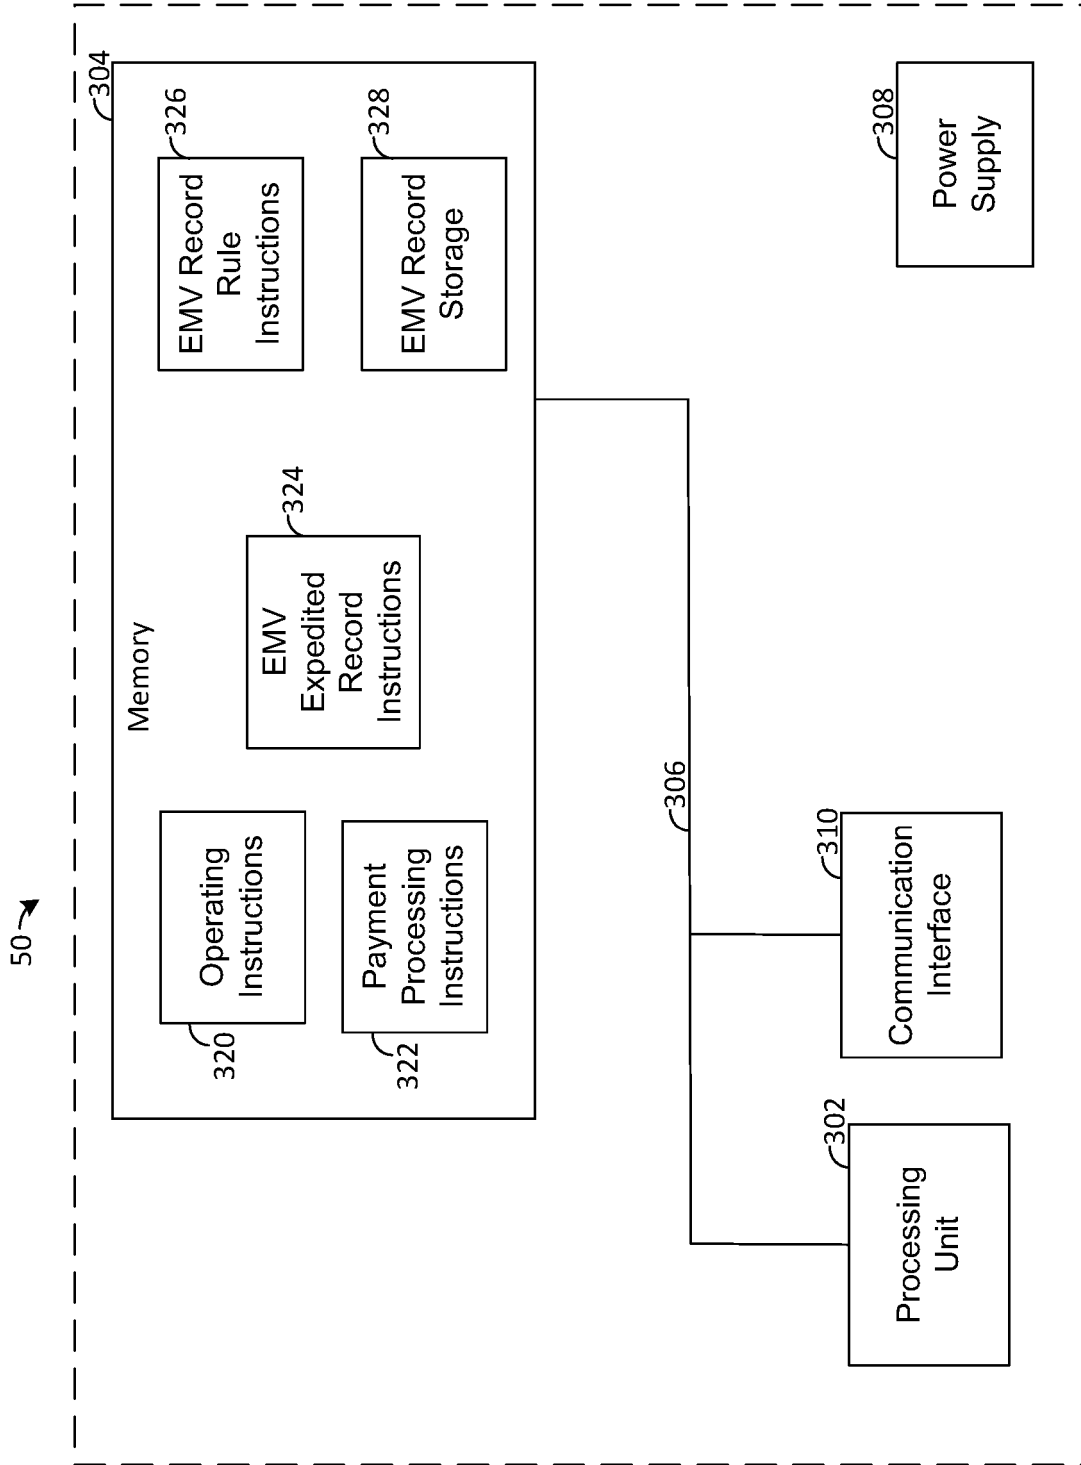 50
304
Memory
320
Operating
Instructions
322
Payment
Processing
Instructions
324
EMV
Expedited
Record
Instructions
326
EMV Record
Rule
Instructions
328
EMV Record
Storage
306
302
Processing
Unit
310
Communication
Interface
308
Power
Supply